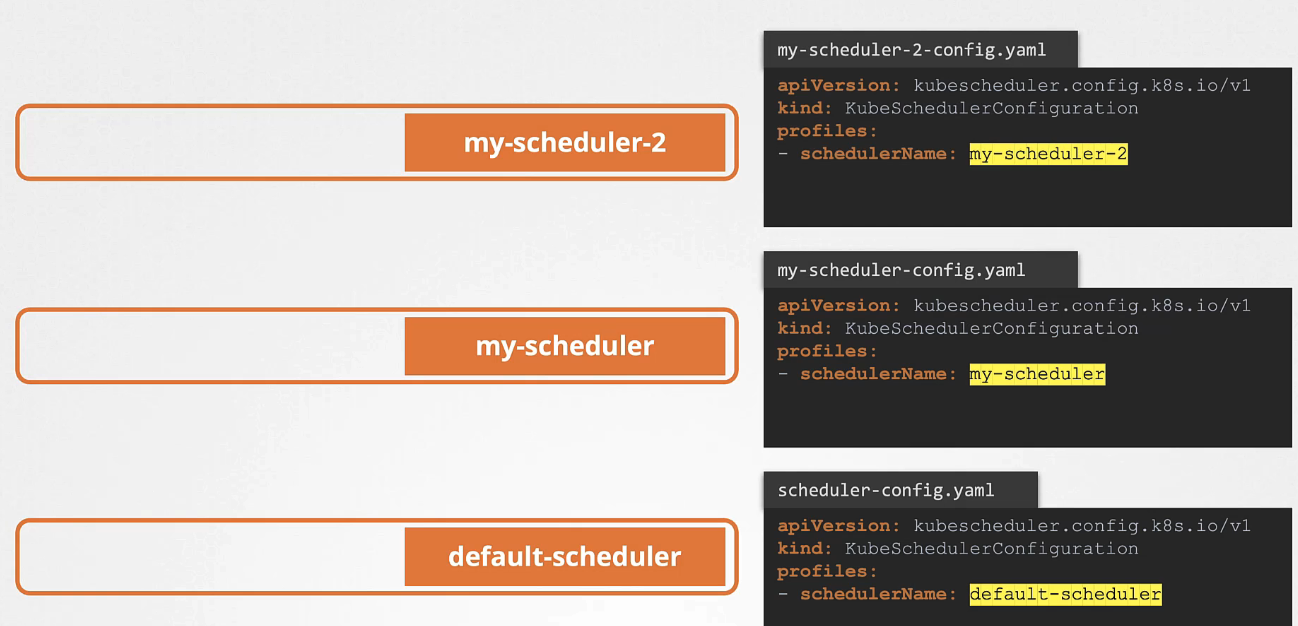 my-scheduler-2
my-scheduler-2-config.yaml
apiVersion: kubescheduler.config.k8s.io/v1
kind: KubeSchedulerConfiguration
profiles:
- schedulerName: my-scheduler-2
my-scheduler
my-scheduler-config.yaml
apiVersion: kubescheduler.config.k8s.io/v1
kind: KubeSchedulerConfiguration
profiles:
- schedulerName: my-scheduler
default-scheduler
scheduler-config.yaml
apiVersion: kubescheduler.config.k8s.io/v1
kind: KubeSchedulerConfiguration
profiles:
- schedulerName: default-scheduler